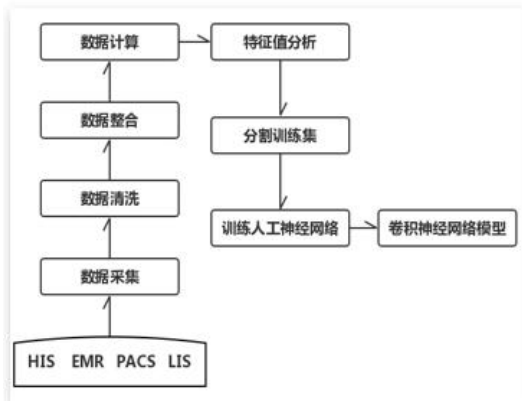 数据计算
特征值分析
数据整合
分割训练集
数据清洗
训练人工神经网络
卷积神经网络模型
数据采集
HIS EMR PACS LIS